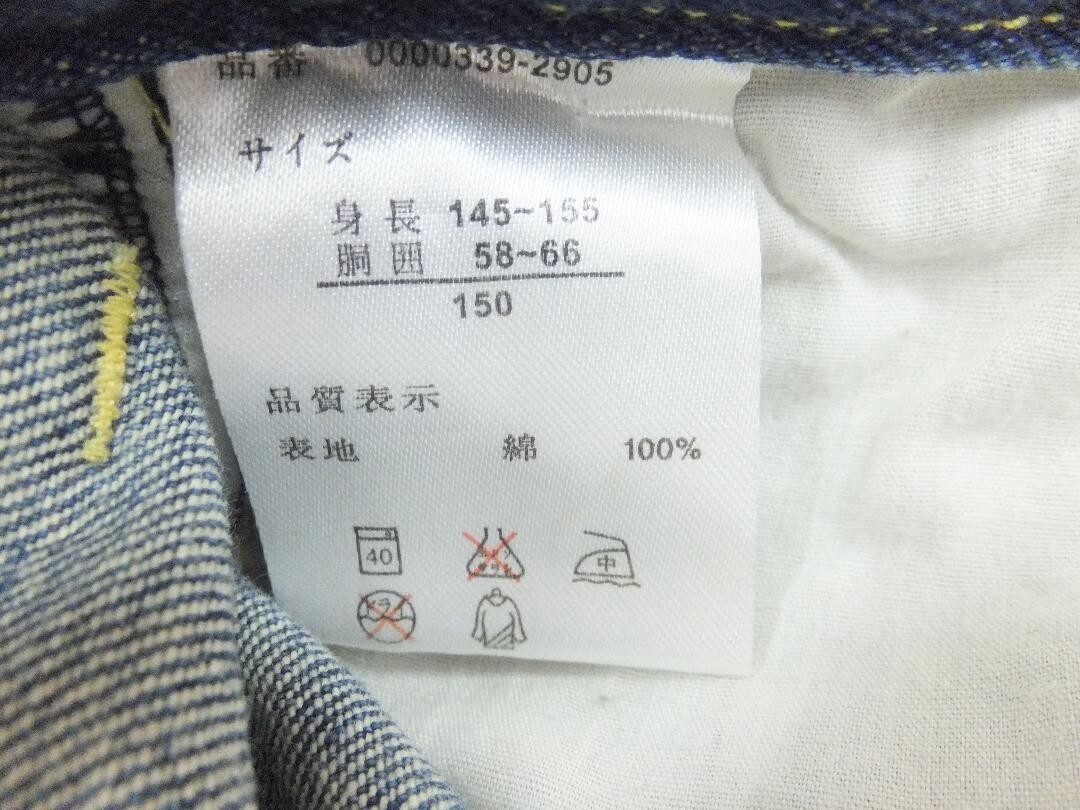 品番 0000339-2905
サイズ
身長 145~155
胴囲 58~66
150
品質表示
表地 綿 100%
40 中